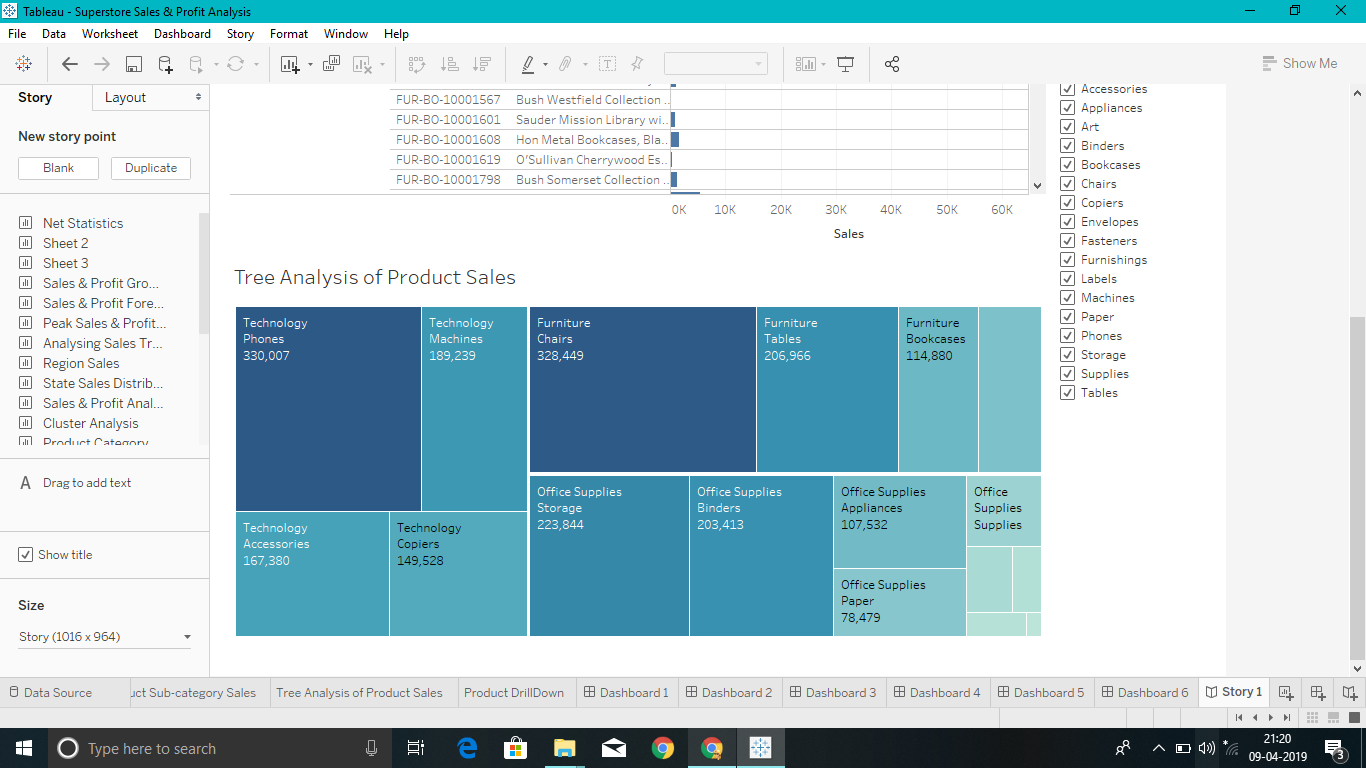 Tableau - Superstore Sales & Profit Analysis
File Data Worksheet Dashboard Story Format Window Help
Show Me
Story Layout
New story point
Blank Duplicate
Net Statistics
Sheet 2
Sheet 3
Sales & Profit Gro...
Sales & Profit Fore...
Peak Sales & Profit...
Analysing Sales Tr...
Region Sales
State Sales Distrib...
Sales & Profit Anal...
Cluster Analysis
Product Category
A Drag to add text
Show title
Size
Story (1016 x 964)
FUR-BO-10001567 Bush Westfield Collection ..
FUR-BO-10001601 Sauder Mission Library wi..
FUR-BO-10001608 Hon Metal Bookcases, Bla..
FUR-BO-10001619 O'Sullivan Cherrywood Es..
FUR-BO-10001798 Bush Somerset Collection ..
0K 10K 20K 30K 40K 50K 60K
Sales
Accessories
Appliances
Art
Binders
Bookcases
Chairs
Copiers
Envelopes
Fasteners
Furnishings
Labels
Machines
Paper
Phones
Storage
Supplies
Tables
Tree Analysis of Product Sales
Technology
Phones
330,007
Technology
Machines
189,239
Furniture
Chairs
328,449
Furniture
Tables
206,966
Furniture
Bookcases
114,880
Technology
Accessories
167,380
Technology
Copiers
149,528
Office Supplies
Storage
223,844
Office Supplies
Binders
203,413
Office Supplies
Appliances
107,532
Office Supplies
Paper
78,479
Office
Supplies
Supplies
Data Source uct Sub-category Sales Tree Analysis of Product Sales Product DrillDown Dashboard 1 Dashboard 2 Dashboard 3 Dashboard 4 Dashboard 5 Dashboard 6 Story 1
Type here to search
21:20
09-04-2019
3